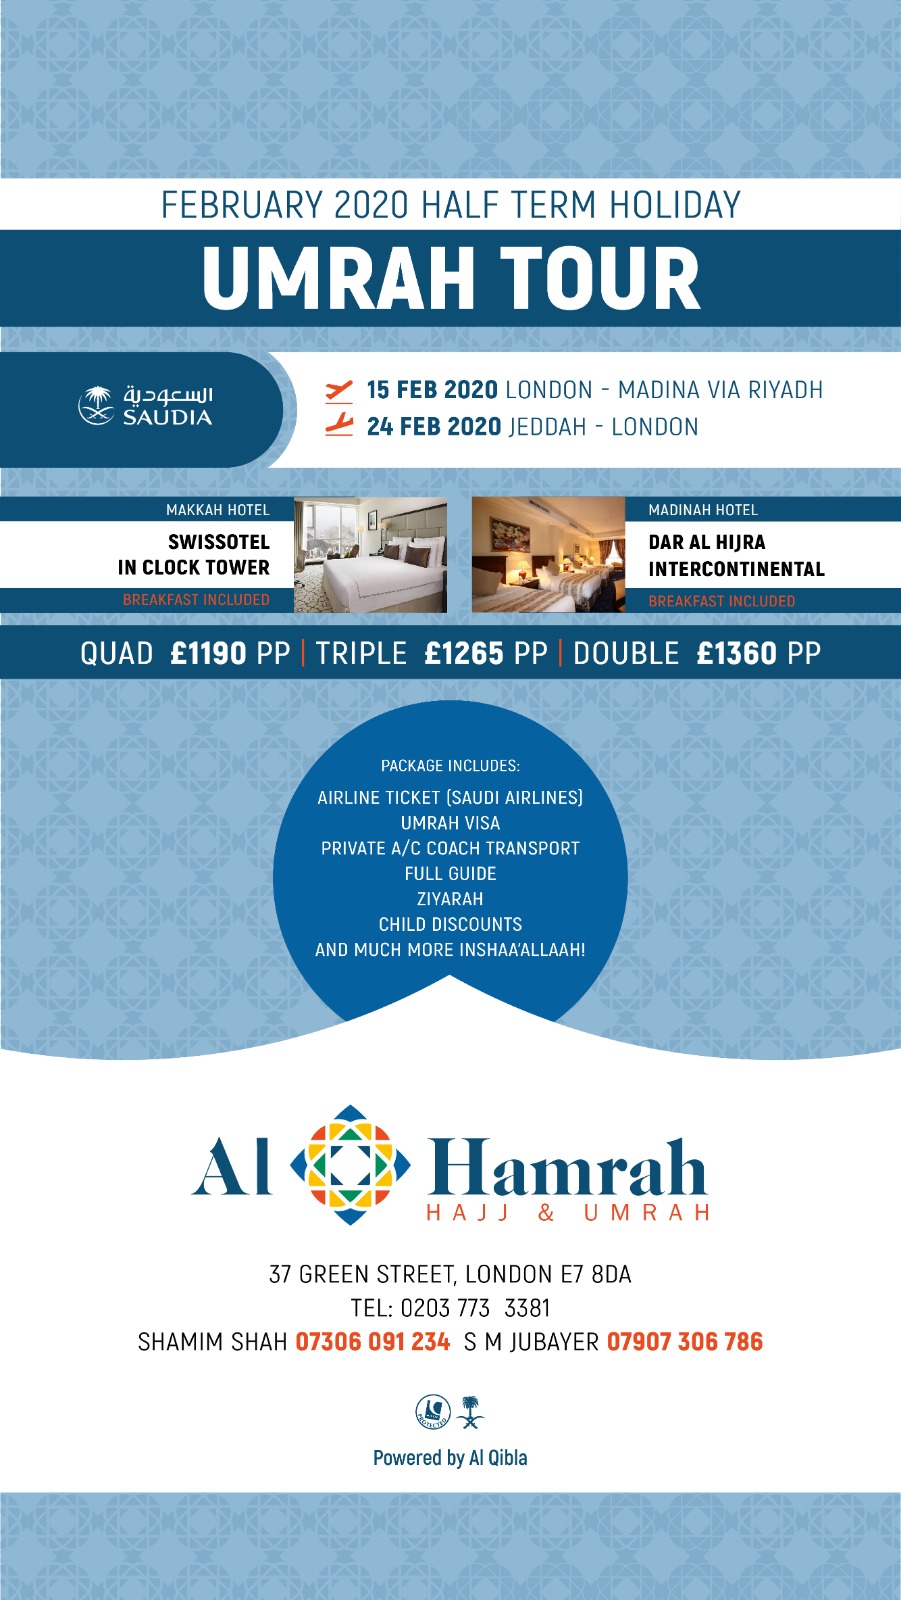 FEBRUARY 2020 HALF TERM HOLIDAY
UMRAH TOUR
السعودية
SAUDIA
15 FEB 2020 LONDON - MADINA VIA RIYADH
24 FEB 2020 JEDDAH - LONDON
MAKKAH HOTEL
SWISSOTEL
IN CLOCK TOWER
BREAKFAST INCLUDED
MADINAH HOTEL
DAR AL HIJRA
INTERCONTINENTAL
BREAKFAST INCLUDED
QUAD £1190 PP | TRIPLE £1265 PP | DOUBLE £1360 PP
PACKAGE INCLUDES:
AIRLINE TICKET (SAUDI AIRLINES)
UMRAH VISA
PRIVATE A/C COACH TRANSPORT
FULL GUIDE
ZIYARAH
CHILD DISCOUNTS
AND MUCH MORE INSHAA'ALLAAH!
Al Hamrah
HAJJ & UMRAH
37 GREEN STREET, LONDON E7 8DA
TEL: 0203 773 3381
SHAMIM SHAH 07306 091 234 S M JUBAYER 07907 306 786
PROTECTED
Powered by Al Qibla